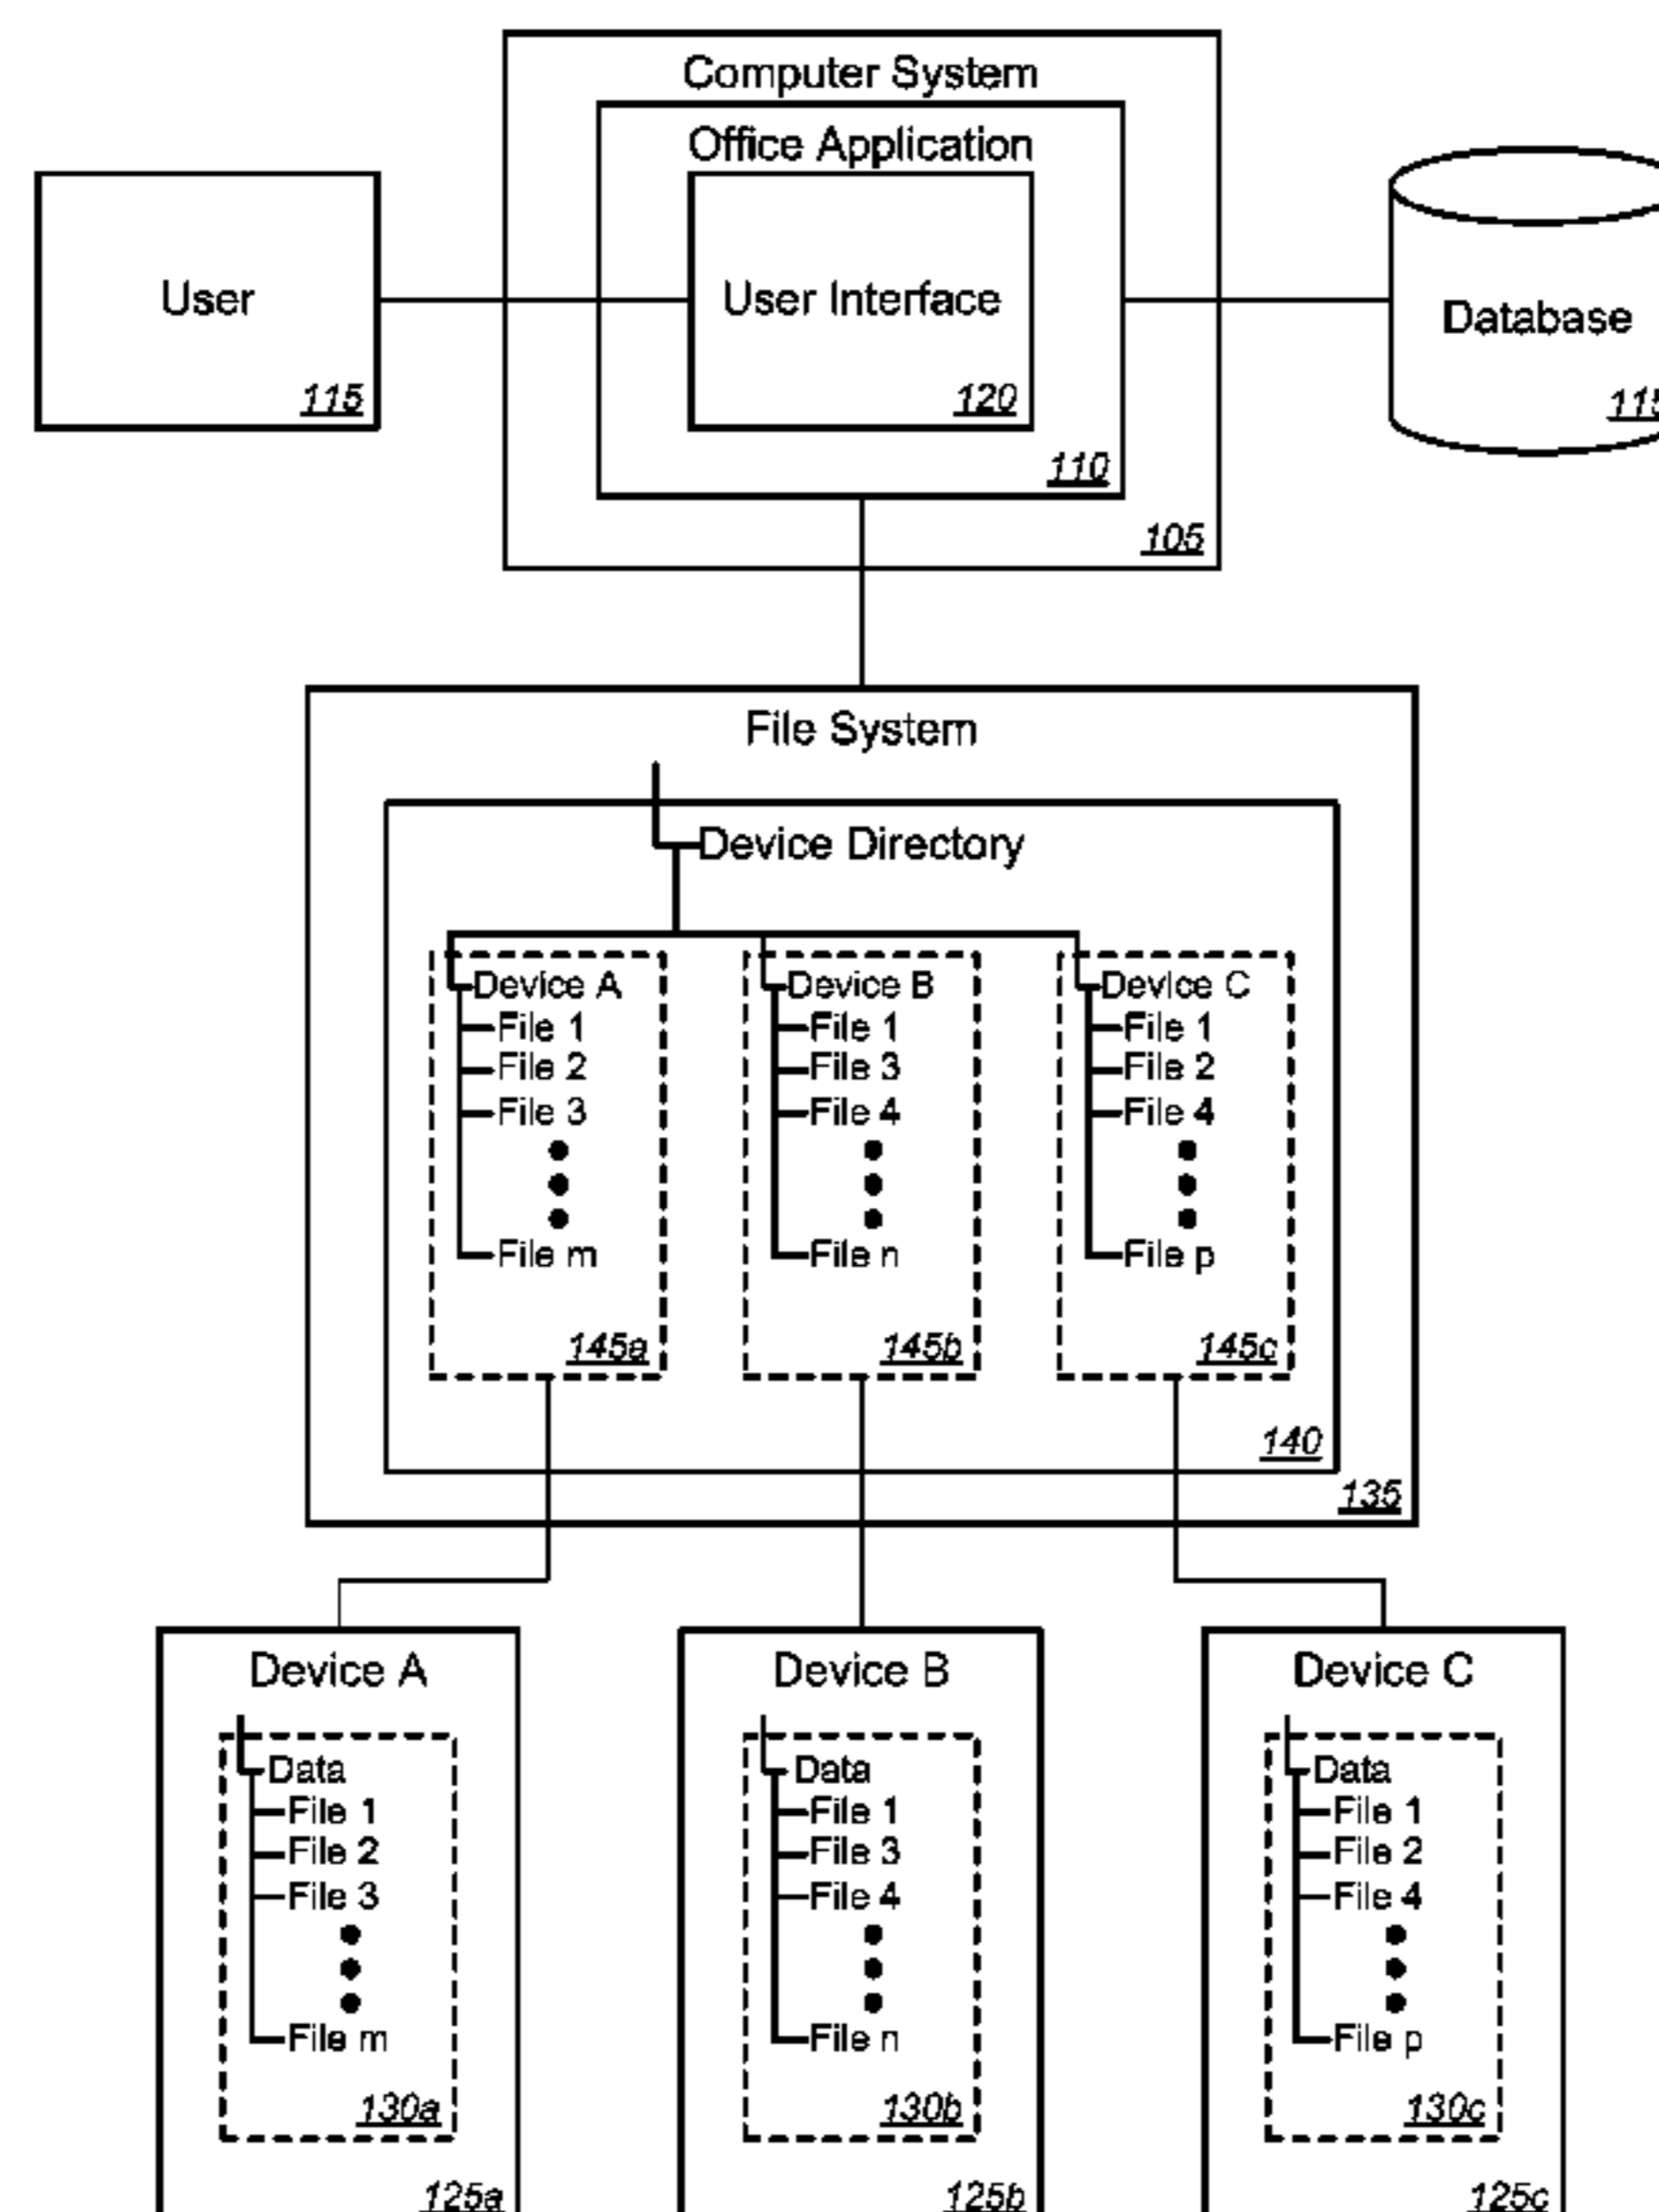 Computer System
Office Application
User
User Interface
Database
115
120
115
110
105
File System
Device Directory
Device A
File 1
File 2
File 3
File m
145a
Device B
File 1
File 3
File 4
File n
145b
Device C
File 1
File 2
File 4
File p
145c
140
135
Device A
Data
File 1
File 2
File 3
File m
130a
125a
Device B
Data
File 1
File 3
File 4
File n
130b
125b
Device C
Data
File 1
File 2
File 4
File p
130c
125c